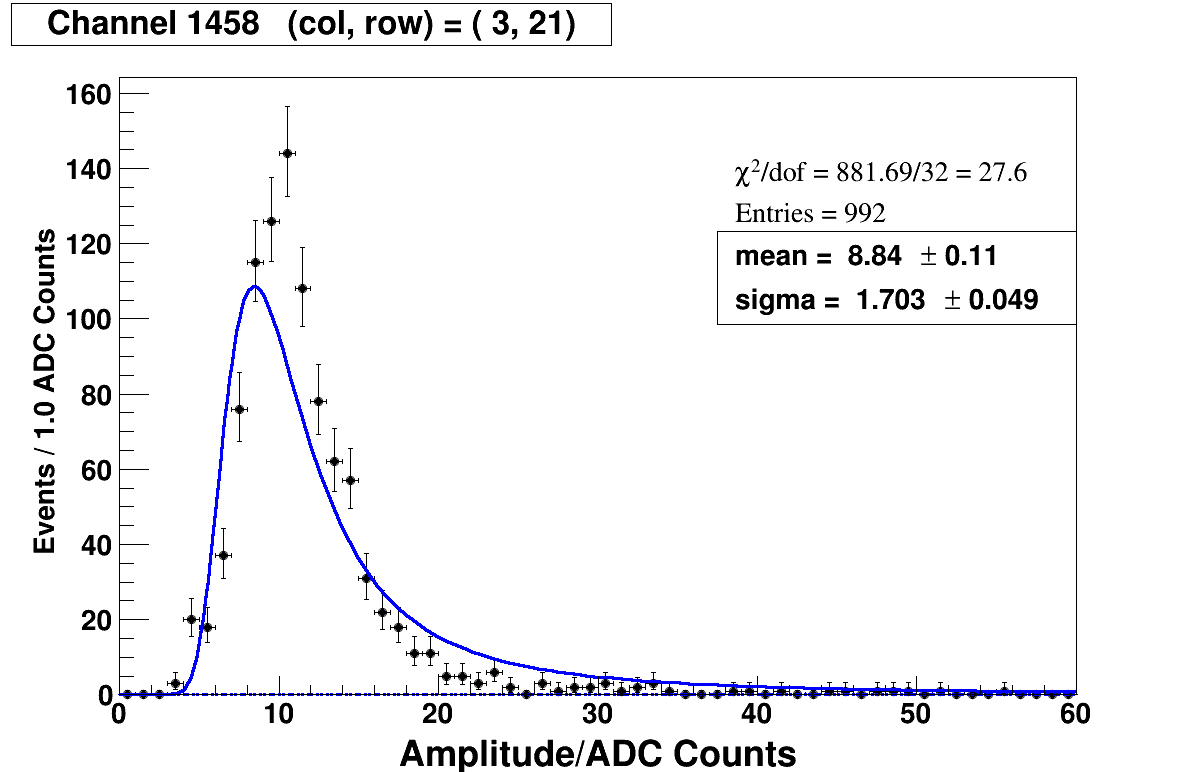 Channel 1458 (col, row) = ( 3, 21)
160
140
120
100
80
60
40
20
0
Events / 1.0 ADC Counts
χ²/dof = 881.69/32 = 27.6
Entries = 992
mean = 8.84 ± 0.11
sigma = 1.703 ± 0.049
0 10 20 30 40 50 60
Amplitude/ADC Counts